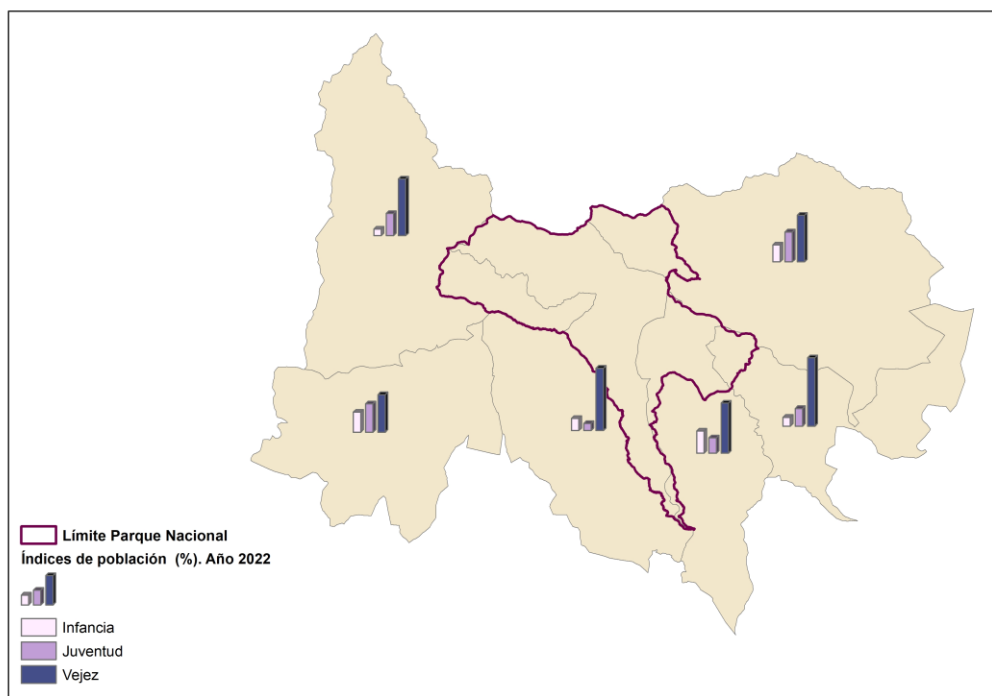 Límite Parque Nacional
Índices de población (%). Año 2022
Infancia
Juventud
Vejez